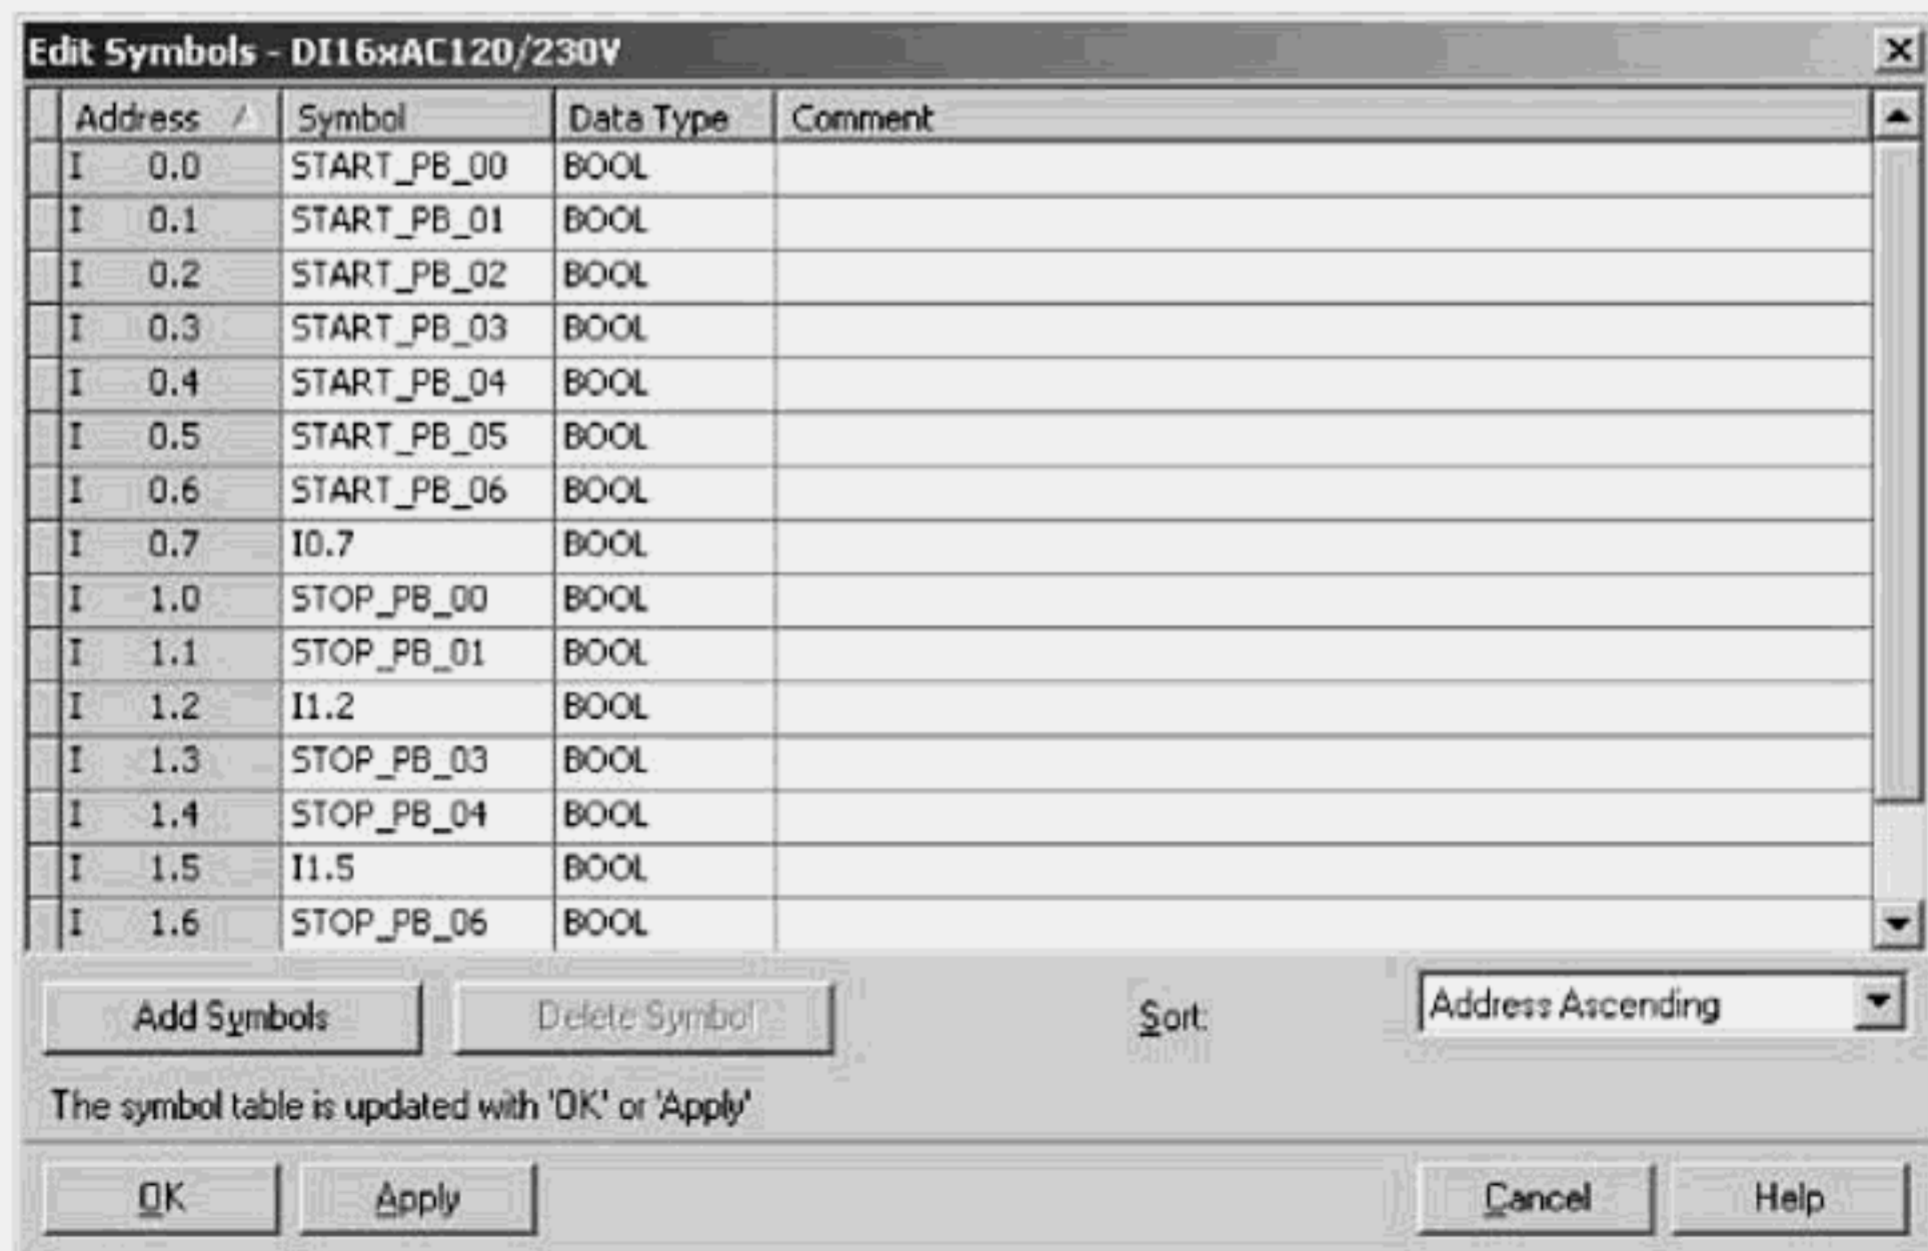 Edit Symbols - DI16xAC120/230V
Address Symbol Data Type Comment
I 0.0 START_PB_00 BOOL
I 0.1 START_PB_01 BOOL
I 0.2 START_PB_02 BOOL
I 0.3 START_PB_03 BOOL
I 0.4 START_PB_04 BOOL
I 0.5 START_PB_05 BOOL
I 0.6 START_PB_06 BOOL
I 0.7 I0.7 BOOL
I 1.0 STOP_PB_00 BOOL
I 1.1 STOP_PB_01 BOOL
I 1.2 I1.2 BOOL
I 1.3 STOP_PB_03 BOOL
I 1.4 STOP_PB_04 BOOL
I 1.5 I1.5 BOOL
I 1.6 STOP_PB_06 BOOL
Add Symbols Delete Symbol Sort: Address Ascending
The symbol table is updated with 'OK' or 'Apply'
OK Apply Cancel Help